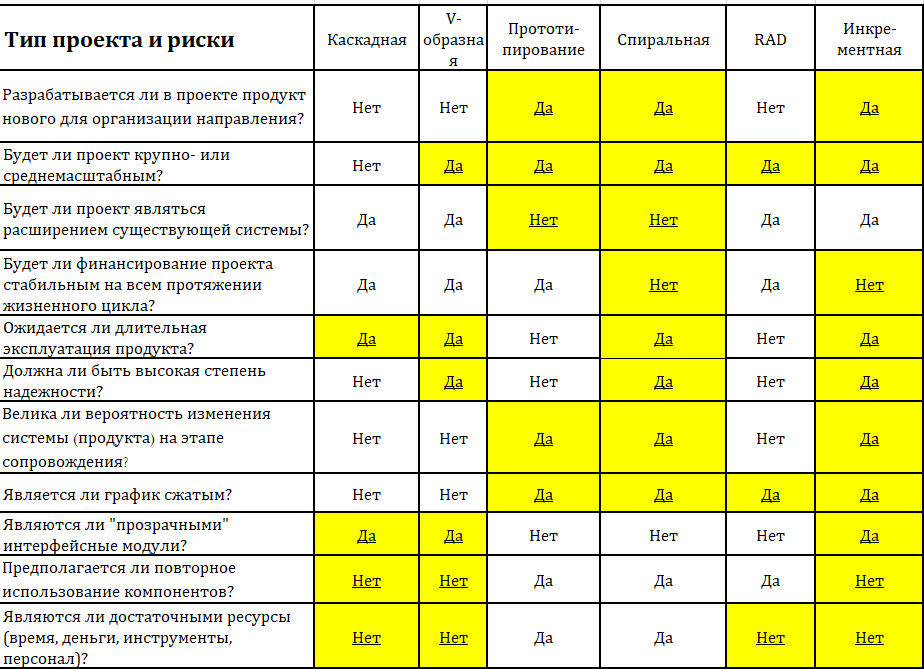 Тип проекта и риски
Каскадная
V-
образна
я
Прототи-
пирование
Спиральная
RAD
Инкре-
ментная
Разрабатывается ли в проекте продукт
нового для организации направления?
Нет
Нет
Да
Да
Нет
Да
Будет ли проект крупно- или
среднемасштабным?
Нет
Да
Да
Да
Да
Да
Будет ли проект являться
расширением существующей системы?
Да
Да
Нет
Нет
Да
Да
Будет ли финансирование проекта
стабильным на всем протяжении
жизненного цикла?
Да
Да
Да
Нет
Да
Нет
Ожидается ли длительная
эксплуатация продукта?
Да
Да
Нет
Да
Нет
Да
Должна ли быть высокая степень
надежности?
Нет
Да
Нет
Да
Нет
Да
Велика ли вероятность изменения
системы (продукта) на этапе
сопровождения?
Нет
Нет
Да
Да
Нет
Да
Является ли график сжатым?
Нет
Нет
Да
Да
Да
Да
Являются ли "прозрачными"
интерфейсные модули?
Да
Да
Нет
Нет
Нет
Да
Предполагается ли повторное
использование компонентов?
Нет
Нет
Да
Да
Да
Нет
Являются ли достаточными ресурсы
(время, деньги, инструменты,
персонал)?
Нет
Нет
Да
Да
Нет
Нет